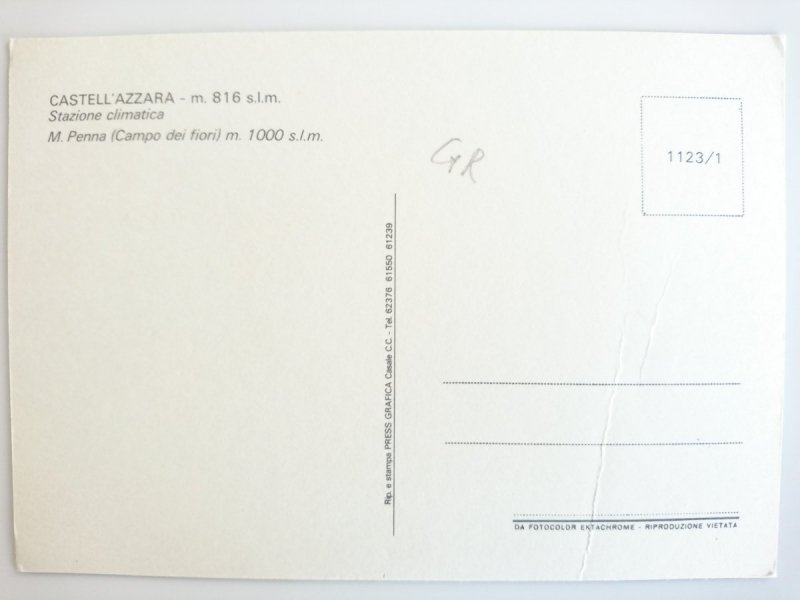 CASTELL'AZZARA - m. 816 s.l.m.
Stazione climatica
M. Penna (Campo dei fiori) m. 1000 s.l.m.
GR
1123/1
Rip. e stampa PRESS GRAFICA Casale C.C. - Tel. 62376 61550 61239
DA FOTOCOLOR EKTACHROME - RIPRODUZIONE VIETATA